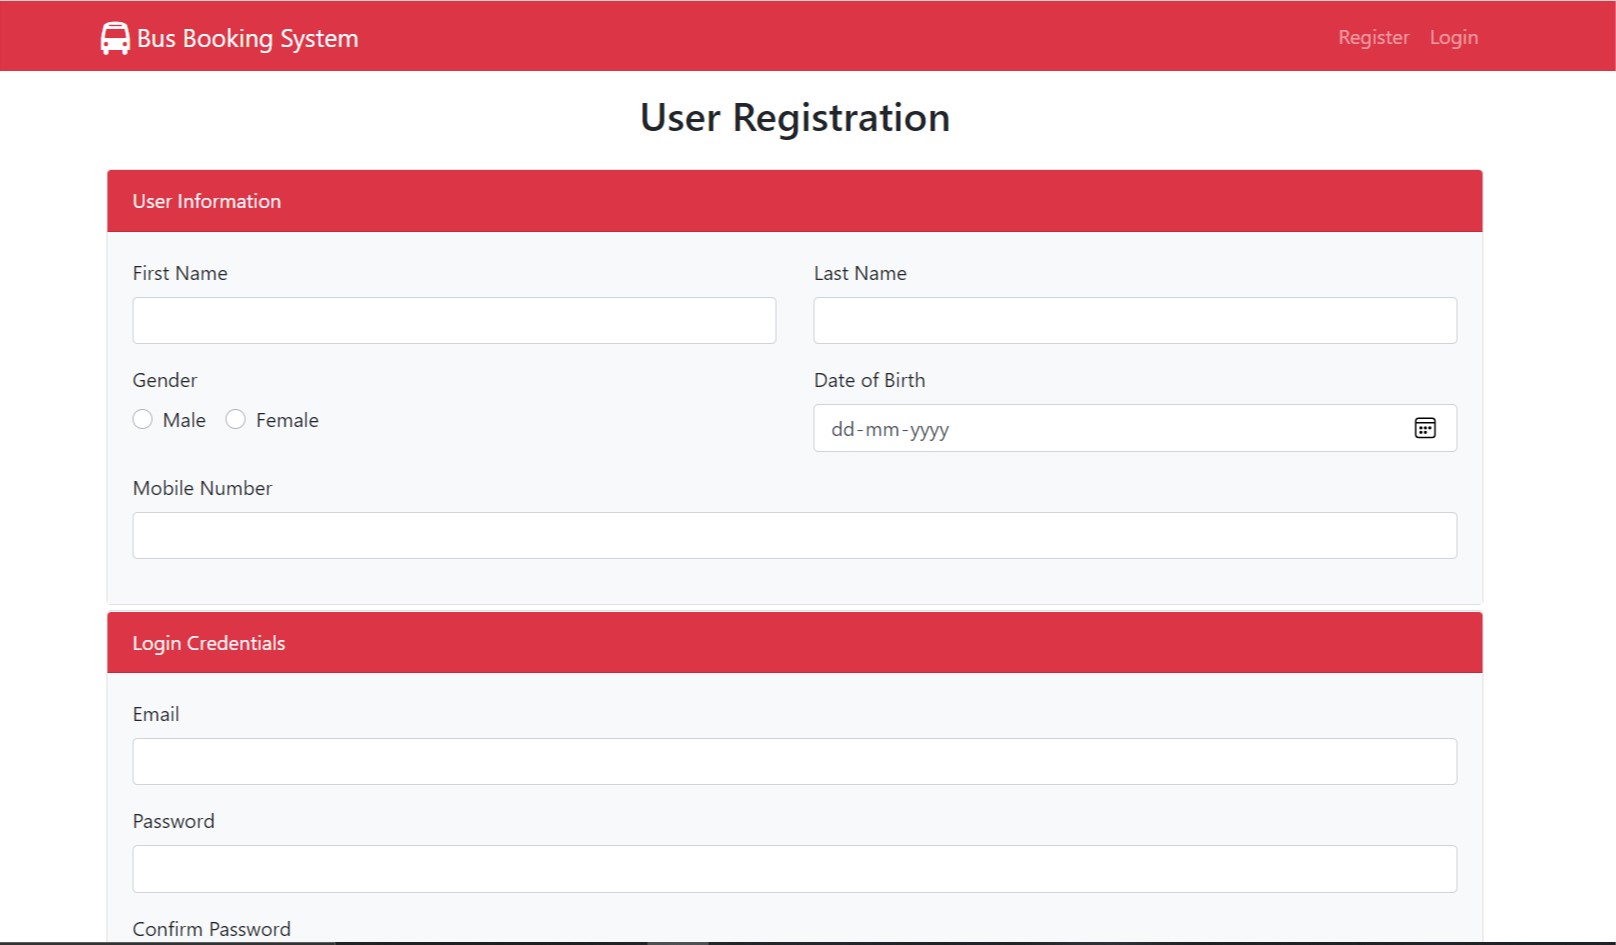 Bus Booking System
Register Login
User Registration
User Information
First Name Last Name
Gender Date of Birth
Male Female dd-mm-yyyy
Mobile Number
Login Credentials
Email
Password
Confirm Password